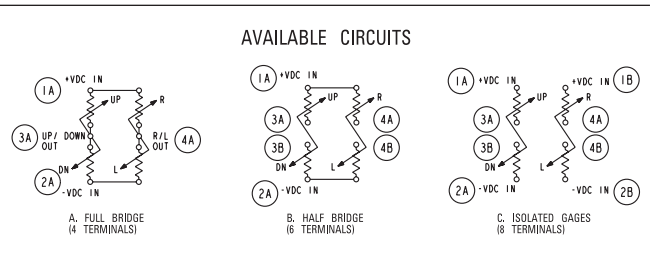 AVAILABLE CIRCUITS
1A +VDC IN
UP R
3A UP/ DOWN OUT R/L OUT 4A
DN L
2A -VDC IN
A. FULL BRIDGE
(4 TERMINALS)
1A +VDC IN
UP R
3A 4A
3B 4B
DN L
2A -VDC IN
B. HALF BRIDGE
(6 TERMINALS)
1A +VDC IN +VDC IN 1B
UP R
3A 4A
3B 4B
DN L
2A -VDC IN -VDC IN 2B
C. ISOLATED GAGES
(8 TERMINALS)